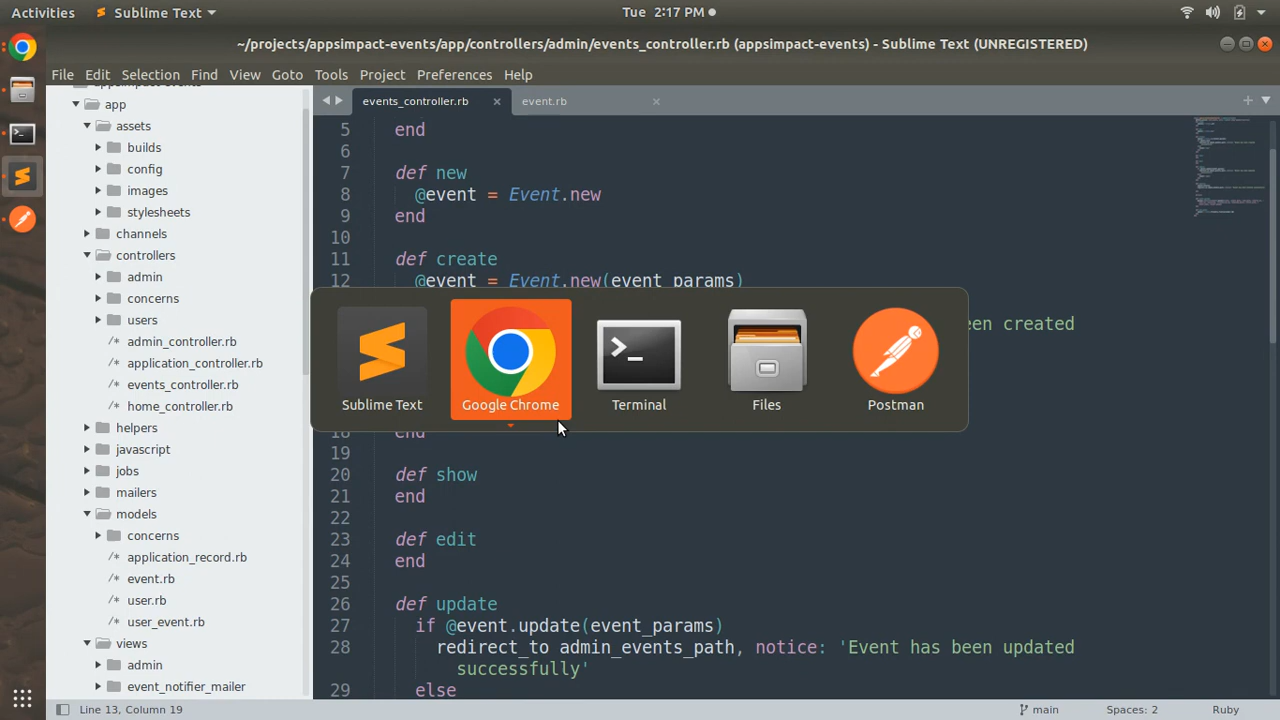 Activities
Sublime Text
Tue 2:17 PM
~/projects/appsimpact-events/app/controllers/admin/events_controller.rb (appsimpact-events) - Sublime Text (UNREGISTERED)
File Edit Selection Find View Goto Tools Project Preferences Help
app
assets
builds
config
images
stylesheets
channels
controllers
admin
concerns
users
admin_controller.rb
application_controller.rb
events_controller.rb
home_controller.rb
helpers
javascript
jobs
mailers
models
concerns
/* application_record.rb
/* event.rb
/* user.rb
/* user_event.rb
views
admin
event_notifier_mailer
events_controller.rb × event.rb ×
5 end
6
7 def new
8 @event = Event.new
9 end
10
11 def create
12 @event = Event.new(event_params)
een created
Sublime Text
Google Chrome
Terminal
Files
Postman
18 end
19
20 def show
21 end
22
23 def edit
24 end
25
26 def update
27 if @event.update(event_params)
28 redirect_to admin_events_path, notice: 'Event has been updated
successfully'
29 else
Line 13, Column 19
main
Spaces: 2
Ruby